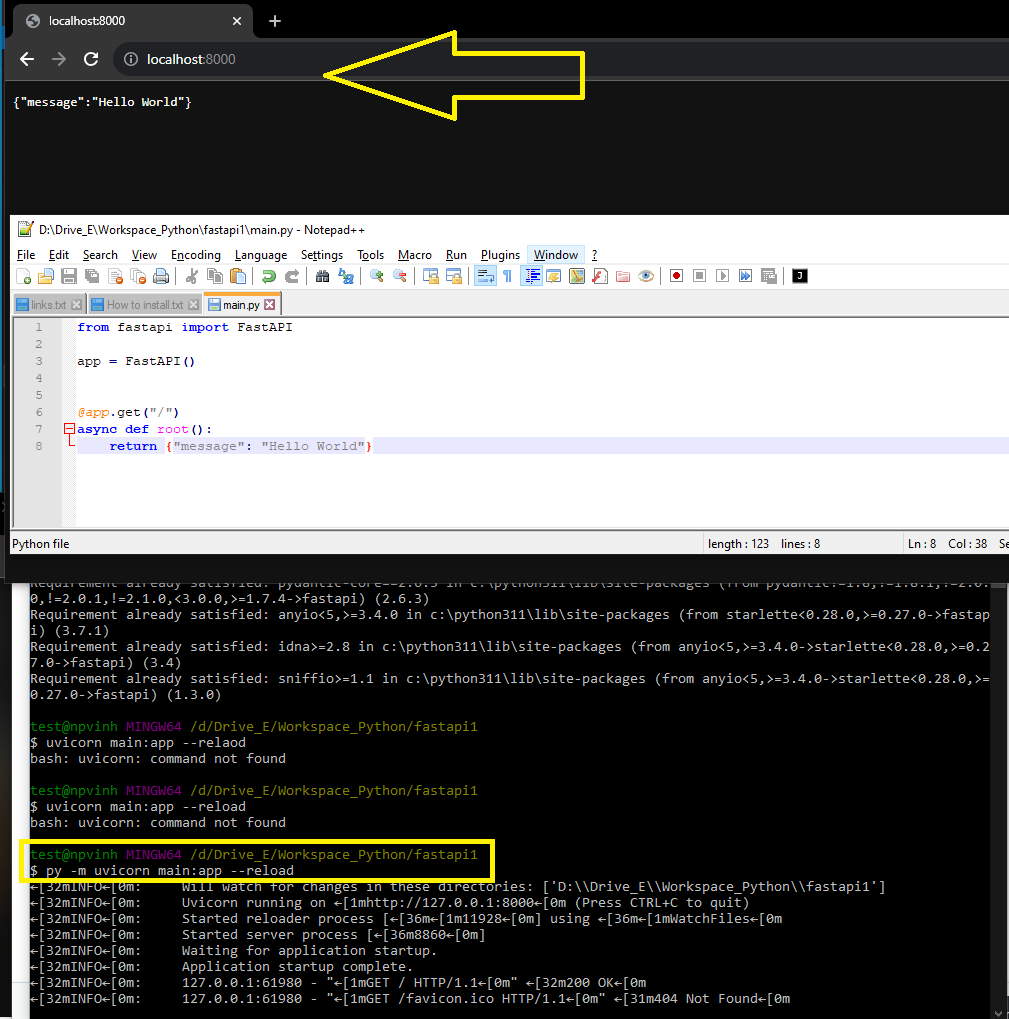 localhost:8000
localhost:8000
{"message":"Hello World"}
D:\Drive_E\Workspace_Python\fastapi1\main.py - Notepad++
File Edit Search View Encoding Language Settings Tools Macro Run Plugins Window ?
links.txt How to install.txt main.py
1 from fastapi import FastAPI
2
3 app = FastAPI()
4
5
6 @app.get("/")
7 async def root():
8 return {"message": "Hello World"}
Python file length : 123 lines : 8 Ln : 8 Col : 38 Se
Requirement already satisfied: in c:\python311\lib\site-packages (from
0,!=2.0.1,!=2.1.0,<3.0.0,>=1.7.4->fastapi) (2.6.3)
Requirement already satisfied: anyio<5,>=3.4.0 in c:\python311\lib\site-packages (from starlette<0.28.0,>=0.27.0->fastap
i) (3.7.1)
Requirement already satisfied: idna>=2.8 in c:\python311\lib\site-packages (from anyio<5,>=3.4.0->starlette<0.28.0,>=0.2
7.0->fastapi) (3.4)
Requirement already satisfied: sniffio>=1.1 in c:\python311\lib\site-packages (from anyio<5,>=3.4.0->starlette<0.28.0,>=
0.27.0->fastapi) (1.3.0)
test@npvinh MINGW64 /d/Drive_E/Workspace_Python/fastapi1
$ uvicorn main:app --relaod
bash: uvicorn: command not found
test@npvinh MINGW64 /d/Drive_E/Workspace_Python/fastapi1
$ uvicorn main:app --reload
bash: uvicorn: command not found
test@npvinh MINGW64 /d/Drive_E/Workspace_Python/fastapi1
$ py -m uvicorn main:app --reload
←[32mINFO←[0m: Will watch for changes in these directories: ['D:\\Drive_E\\Workspace_Python\\fastapi1']
←[32mINFO←[0m: Uvicorn running on ←[1mhttp://127.0.0.1:8000←[0m (Press CTRL+C to quit)
←[32mINFO←[0m: Started reloader process [←[36m←[1m11928←[0m] using ←[36m←[1mWatchFiles←[0m
←[32mINFO←[0m: Started server process [←[36m8860←[0m]
←[32mINFO←[0m: Waiting for application startup.
←[32mINFO←[0m: Application startup complete.
←[32mINFO←[0m: 127.0.0.1:61980 - "←[1mGET / HTTP/1.1←[0m" ←[32m200 OK←[0m
←[32mINFO←[0m: 127.0.0.1:61980 - "←[1mGET /favicon.ico HTTP/1.1←[0m" ←[31m404 Not Found←[0m